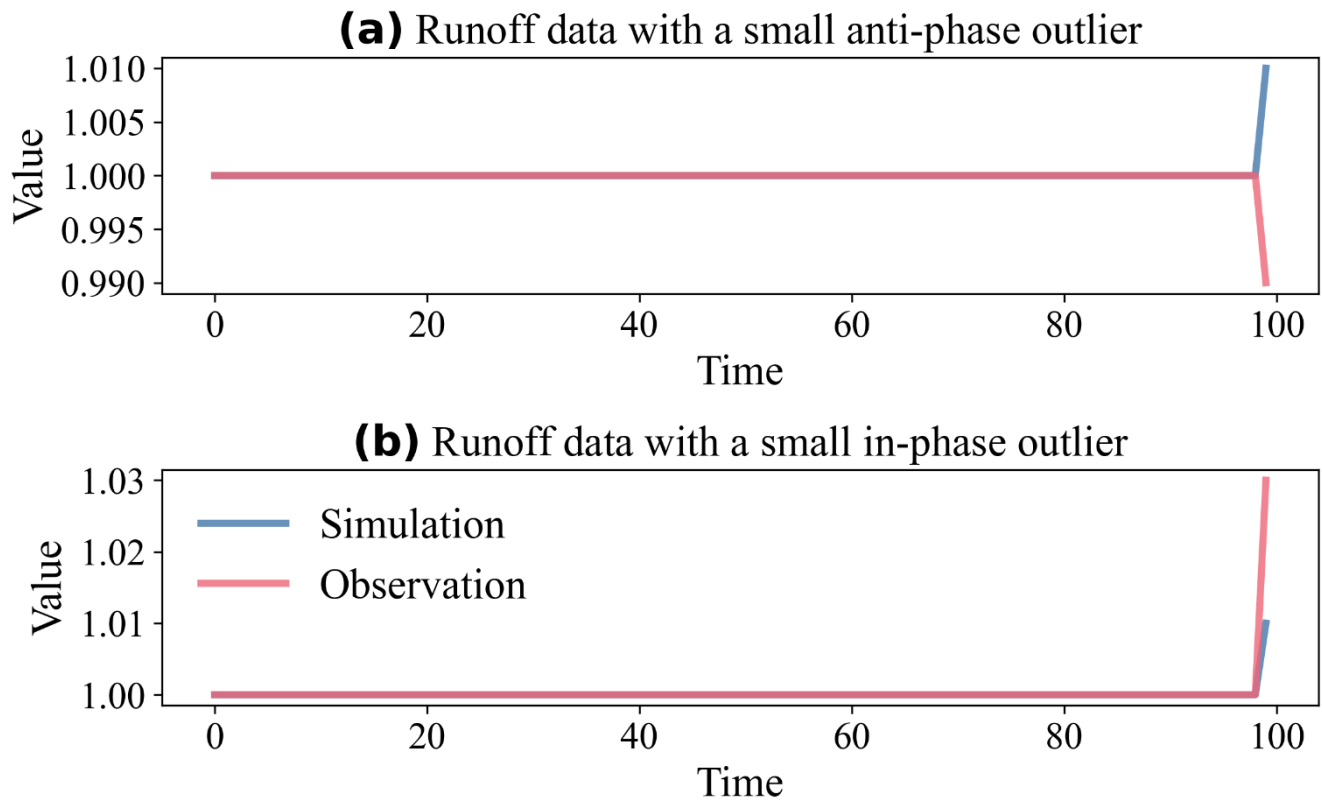 (a) Runoff data with a small anti-phase outlier
1.010
1.005
1.000
0.995
0.990
Value
0 20 40 60 80 100
Time
(b) Runoff data with a small in-phase outlier
1.03
1.02
1.01
1.00
Value
Simulation
Observation
0 20 40 60 80 100
Time